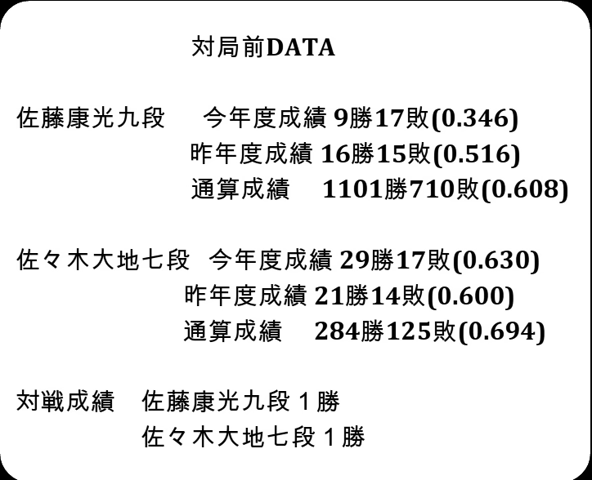 対局前DATA
佐藤康光九段 今年度成績 9勝17敗(0.346)
昨年度成績 16勝15敗(0.516)
通算成績 1101勝710敗(0.608)
佐々木大地七段 今年度成績 29勝17敗(0.630)
昨年度成績 21勝14敗(0.600)
通算成績 284勝125敗(0.694)
対戦成績 佐藤康光九段 1勝
佐々木大地七段 1勝